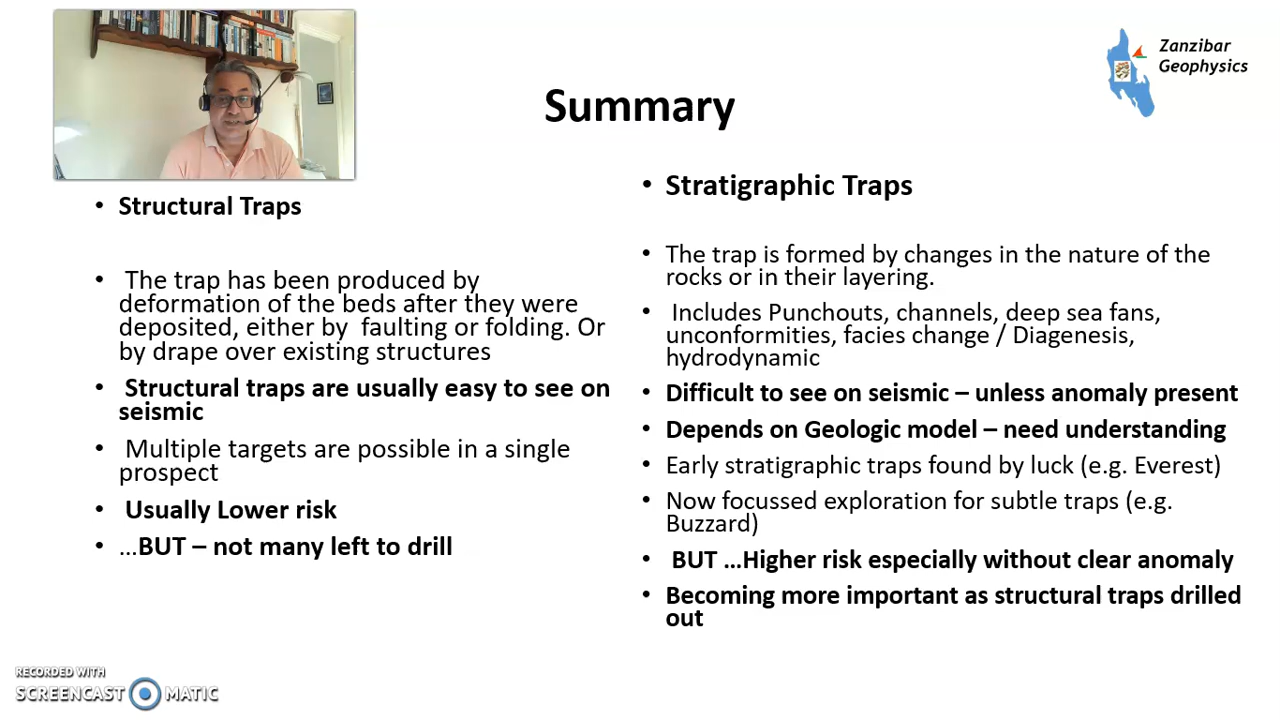 Zanzibar
Geophysics
Summary
• Structural Traps
• The trap has been produced by
deformation of the beds after they were
deposited, either by faulting or folding. Or
by drape over existing structures
• Structural traps are usually easy to see on
seismic
• Multiple targets are possible in a single
prospect
• Usually Lower risk
• ...BUT – not many left to drill
• Stratigraphic Traps
• The trap is formed by changes in the nature of the
rocks or in their layering.
• Includes Punchouts, channels, deep sea fans,
unconformities, facies change / Diagenesis,
hydrodynamic
• Difficult to see on seismic – unless anomaly present
• Depends on Geologic model – need understanding
• Early stratigraphic traps found by luck (e.g. Everest)
• Now focussed exploration for subtle traps (e.g.
Buzzard)
• BUT ...Higher risk especially without clear anomaly
• Becoming more important as structural traps drilled
out
RECORDED WITH
SCREENCAST MATIC